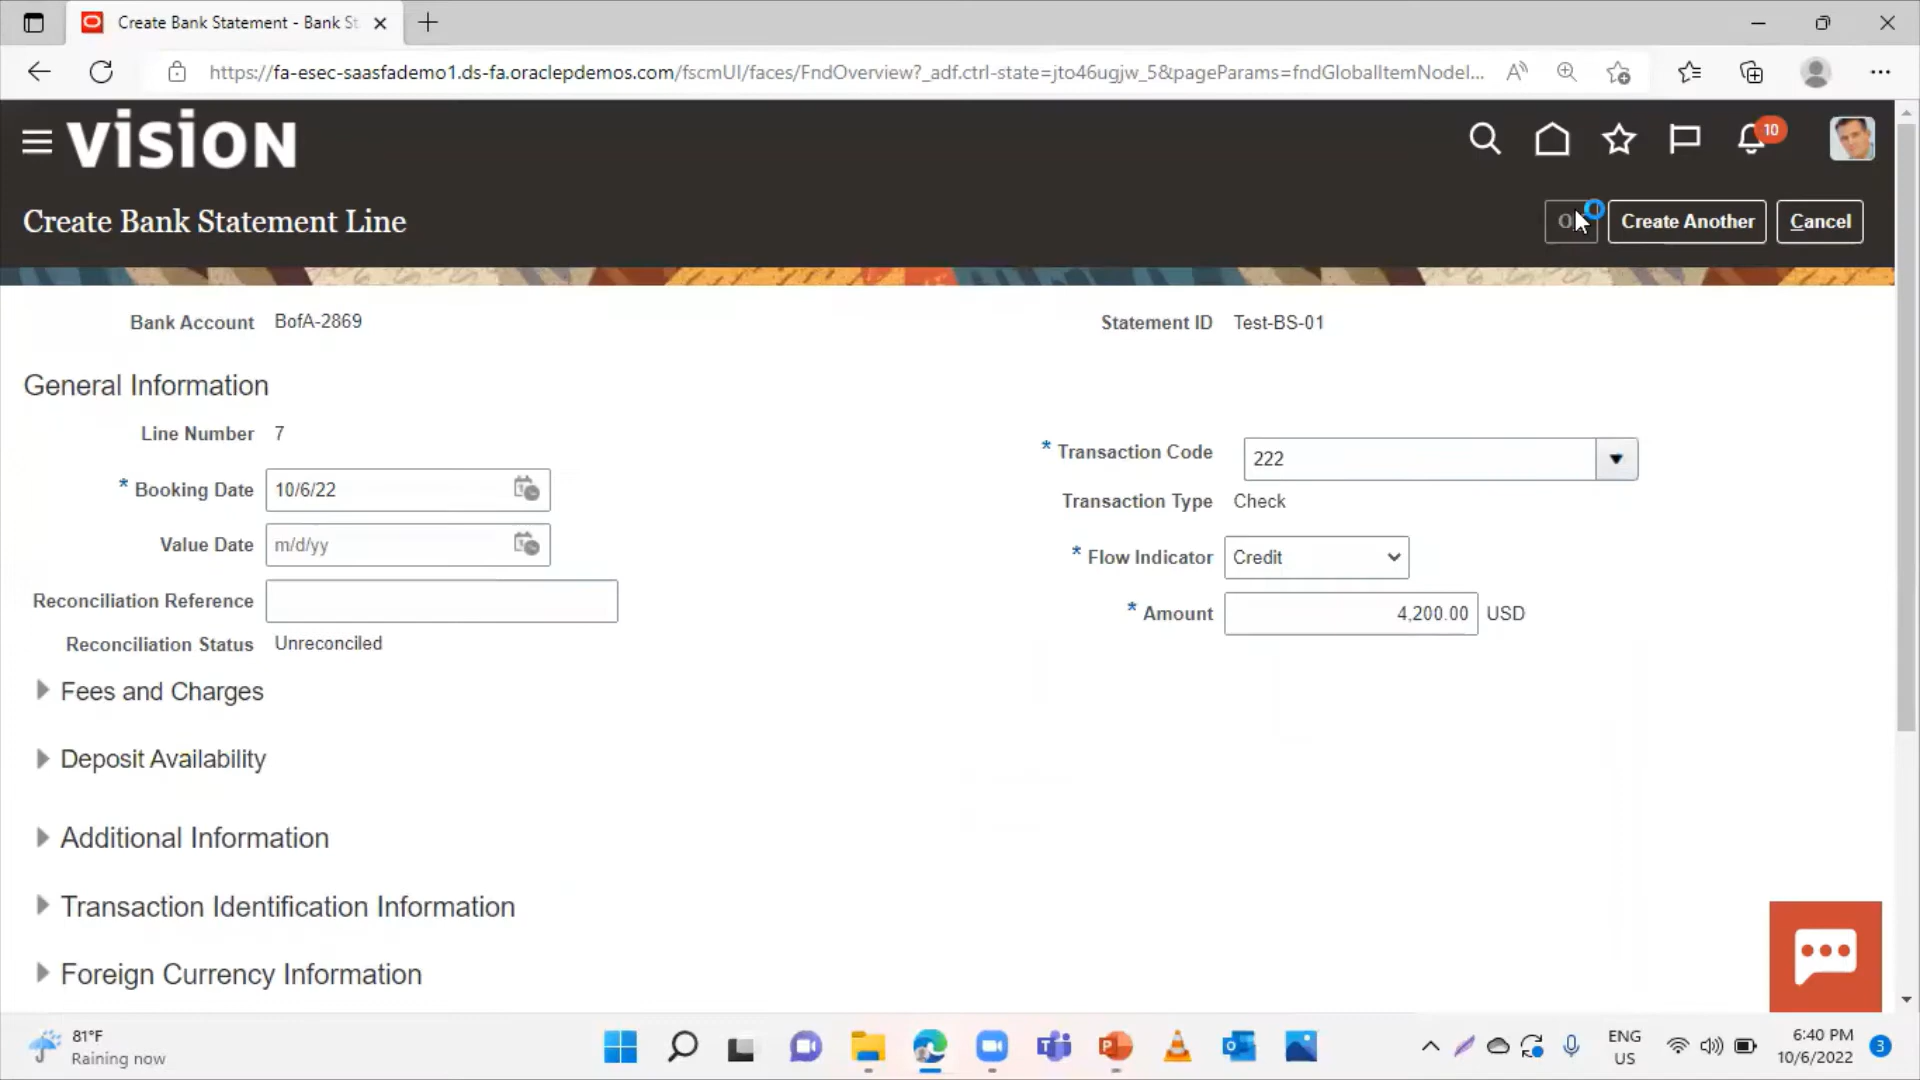 Create Bank Statement - Bank St
https://fa-esec-saasfademo1.ds-fa.oraclepdemos.com/fscmUI/faces/FndOverview?_adf.ctrl-state=jto46ugjw_5&pageParams=fndGlobalItemNodeI...
VISION
10
Create Bank Statement Line
Create Another
Cancel
Bank Account BofA-2869
Statement ID Test-BS-01
General Information
Line Number 7
* Transaction Code 222
* Booking Date 10/6/22
Transaction Type Check
Value Date m/d/yy
* Flow Indicator Credit
Reconciliation Reference
* Amount 4,200.00 USD
Reconciliation Status Unreconciled
Fees and Charges
Deposit Availability
Additional Information
Transaction Identification Information
Foreign Currency Information
81°F
Raining now
ENG
US
6:40 PM
10/6/2022
3